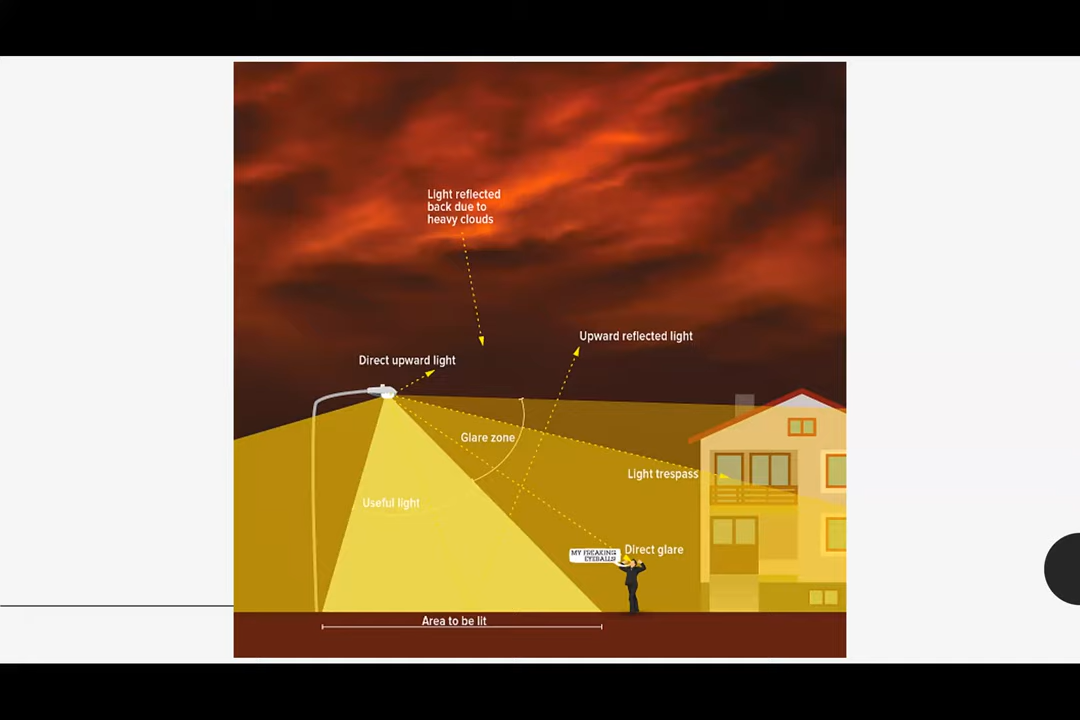 Light reflected
back due to
heavy clouds
Upward reflected light
Direct upward light
Glare zone
Light trespass
Useful light
MY FREAKING
EYEBALLS!
Direct glare
Area to be lit